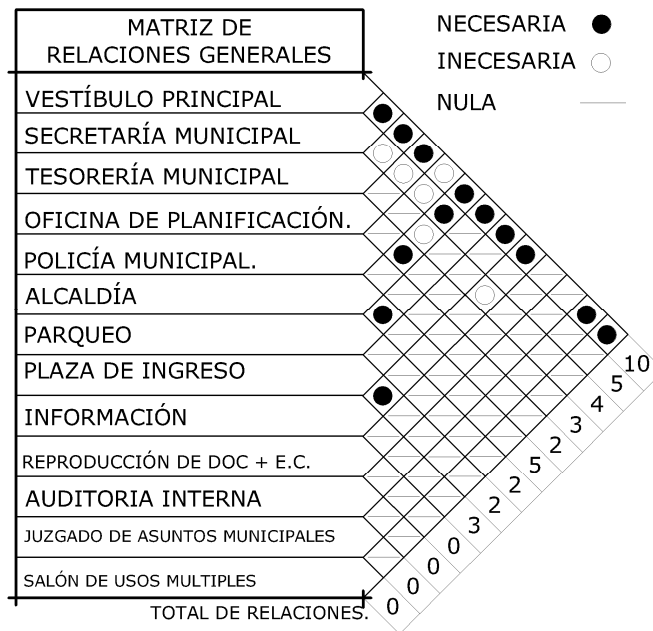 MATRIZ DE
RELACIONES GENERALES
NECESARIA
INECESARIA
NULA
VESTÍBULO PRINCIPAL
SECRETARÍA MUNICIPAL
TESORERÍA MUNICIPAL
OFICINA DE PLANIFICACIÓN.
POLICÍA MUNICIPAL.
ALCALDÍA
PARQUEO
PLAZA DE INGRESO
INFORMACIÓN
REPRODUCCIÓN DE DOC + E.C.
AUDITORIA INTERNA
JUZGADO DE ASUNTOS MUNICIPALES
SALÓN DE USOS MULTIPLES
TOTAL DE RELACIONES.
10
5
4
3
2
5
2
2
3
0
0
0
0